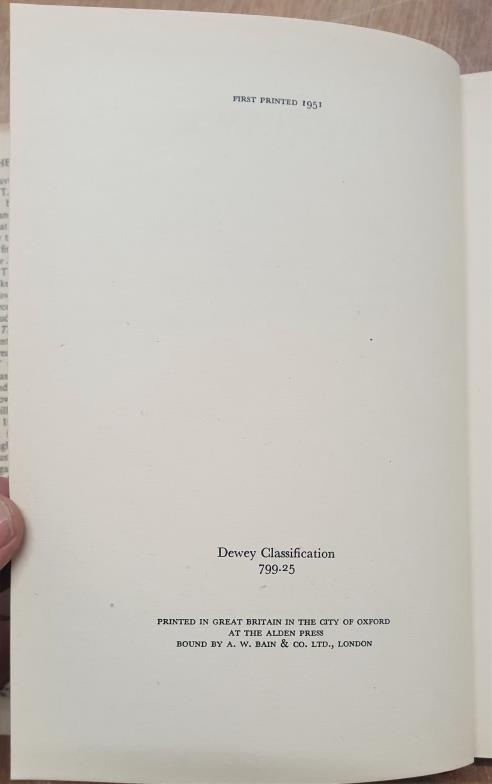 FIRST PRINTED 1951
Dewey Classification
799·25
PRINTED IN GREAT BRITAIN IN THE CITY OF OXFORD
AT THE ALDEN PRESS
BOUND BY A. W. BAIN & CO. LTD., LONDON